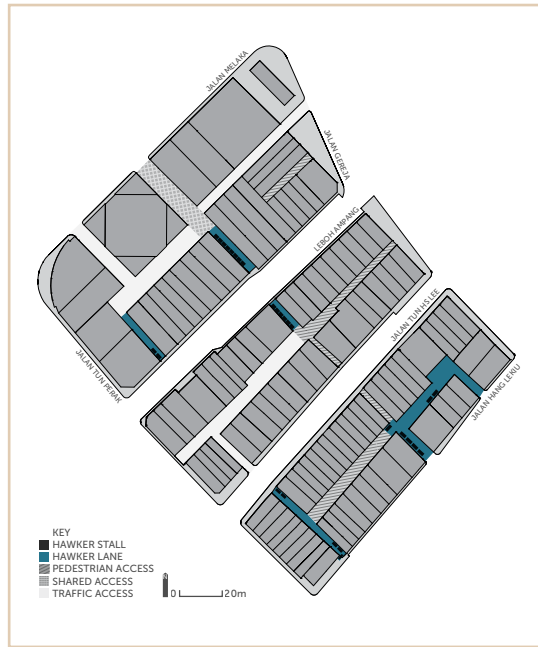 JALAN MELAKA
JALAN GEREJA
LEBOH AMPANG
JALAN TUN HS LEE
JALAN HANG LEKIU
JALAN TUN PERAK
KEY
HAWKER STALL
HAWKER LANE
PEDESTRIAN ACCESS
SHARED ACCESS
TRAFFIC ACCESS
N
0 20m